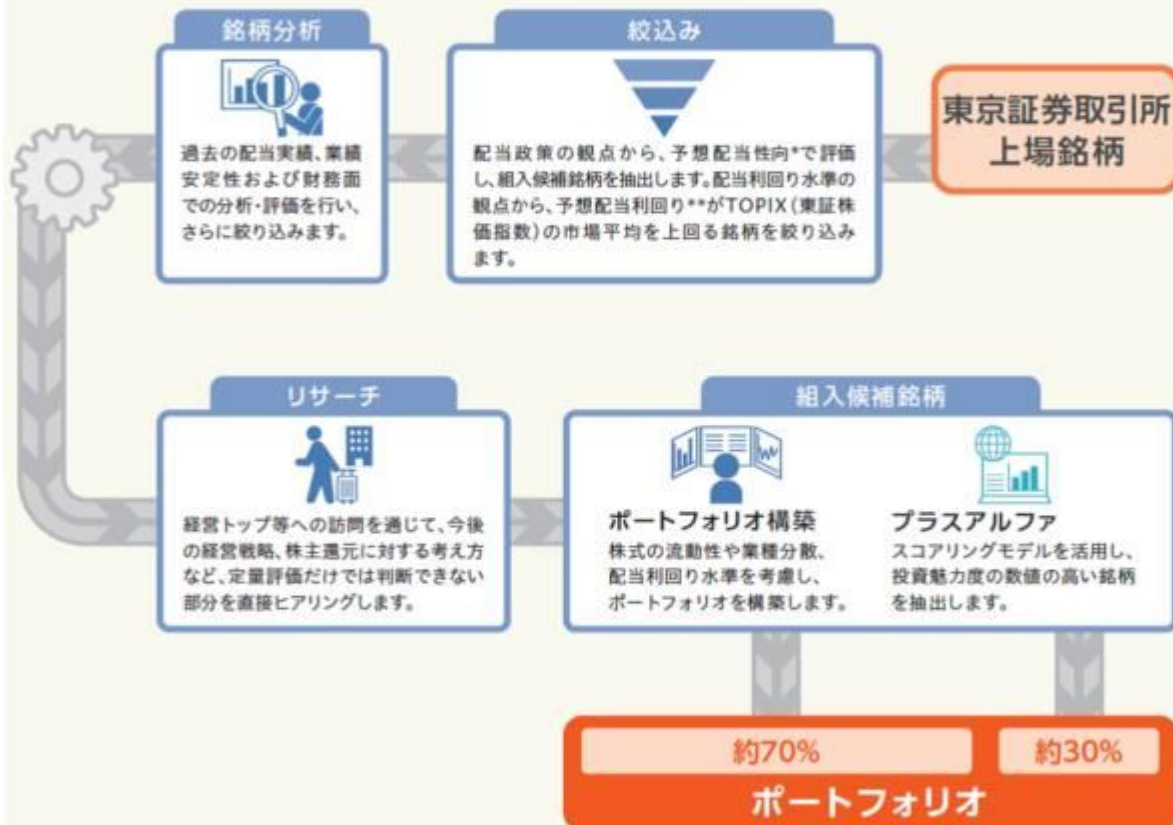 銘柄分析
過去の配当実績、業績
安定性および財務面
での分析・評価を行い、
さらに絞り込みます。
絞込み
配当政策の観点から、予想配当性向*で評価
し、組入候補銘柄を抽出します。配当利回り水準の
観点から、予想配当利回り**がTOPIX(東証株
価指数)の市場平均を上回る銘柄を絞り込み
ます。
東京証券取引所
上場銘柄
リサーチ
経営トップ等への訪問を通じて、今後
の経営戦略、株主還元に対する考え方
など、定量評価だけでは判断できない
部分を直接ヒアリングします。
組入候補銘柄
ポートフォリオ構築
株式の流動性や業種分散、
配当利回り水準を考慮し、
ポートフォリオを構築します。
プラスアルファ
スコアリングモデルを活用し、
投資魅力度の数値の高い銘柄
を抽出します。
約70%
約30%
ポートフォリオ